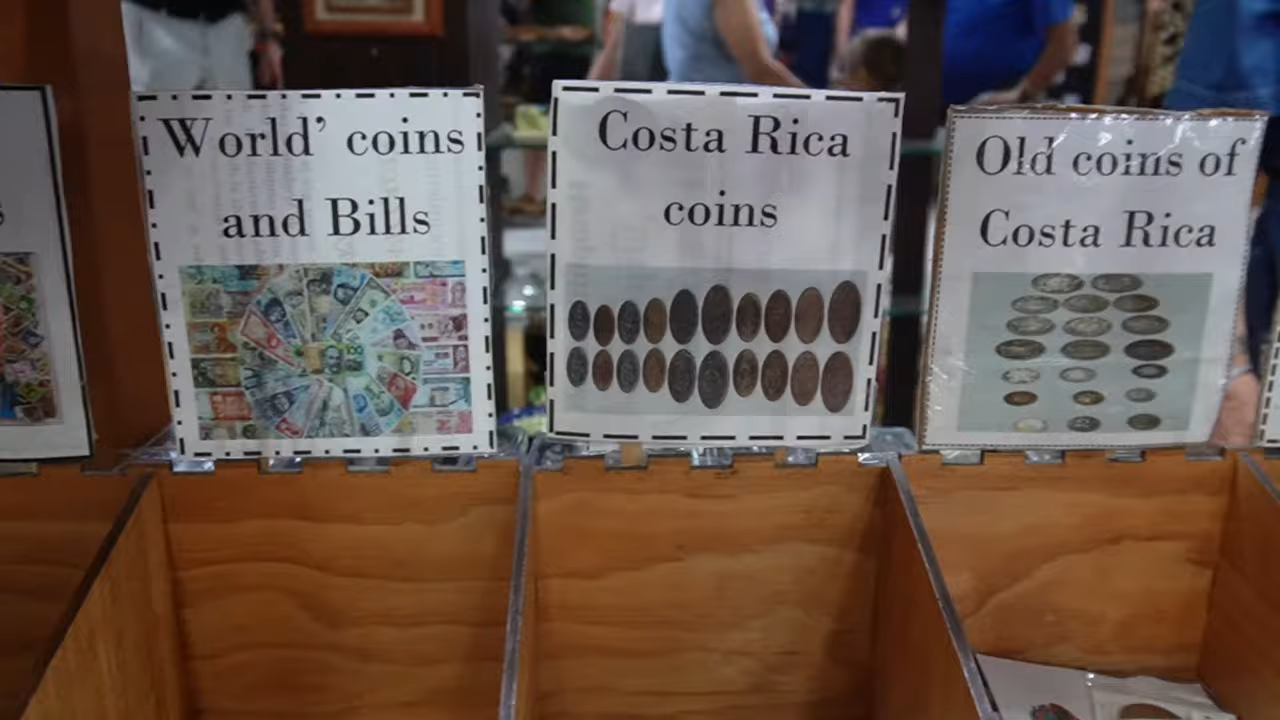 World' coins
and Bills
Costa Rica
coins
Old coins of
Costa Rica